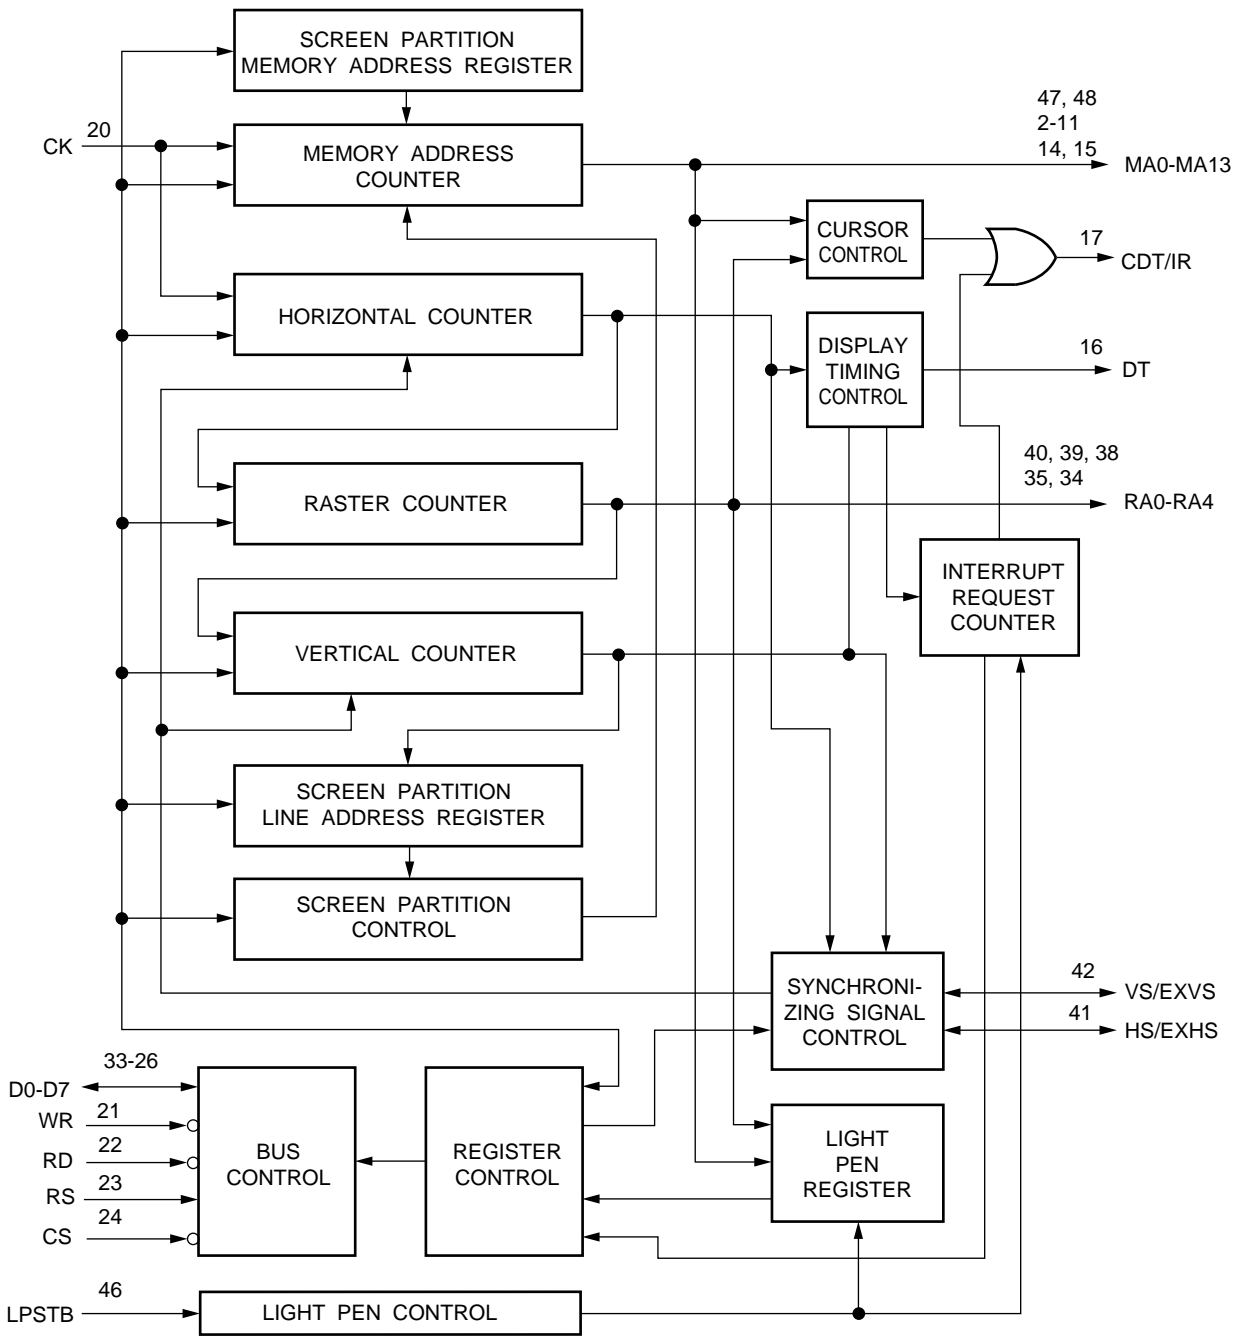 SCREEN PARTITION
MEMORY ADDRESS REGISTER
47, 48
2-11
14, 15
CK
20
MEMORY ADDRESS
COUNTER
MA0-MA13
CURSOR
CONTROL
17
CDT/IR
HORIZONTAL COUNTER
DISPLAY
TIMING
CONTROL
16
DT
40, 39, 38
35, 34
RASTER COUNTER
RA0-RA4
INTERRUPT
REQUEST
COUNTER
VERTICAL COUNTER
SCREEN PARTITION
LINE ADDRESS REGISTER
SCREEN PARTITION
CONTROL
SYNCHRONI-
ZING SIGNAL
CONTROL
42
VS/EXVS
41
HS/EXHS
33-26
D0-D7
21
WR
22
RD
23
RS
24
CS
BUS
CONTROL
REGISTER
CONTROL
LIGHT
PEN
REGISTER
46
LPSTB
LIGHT PEN CONTROL